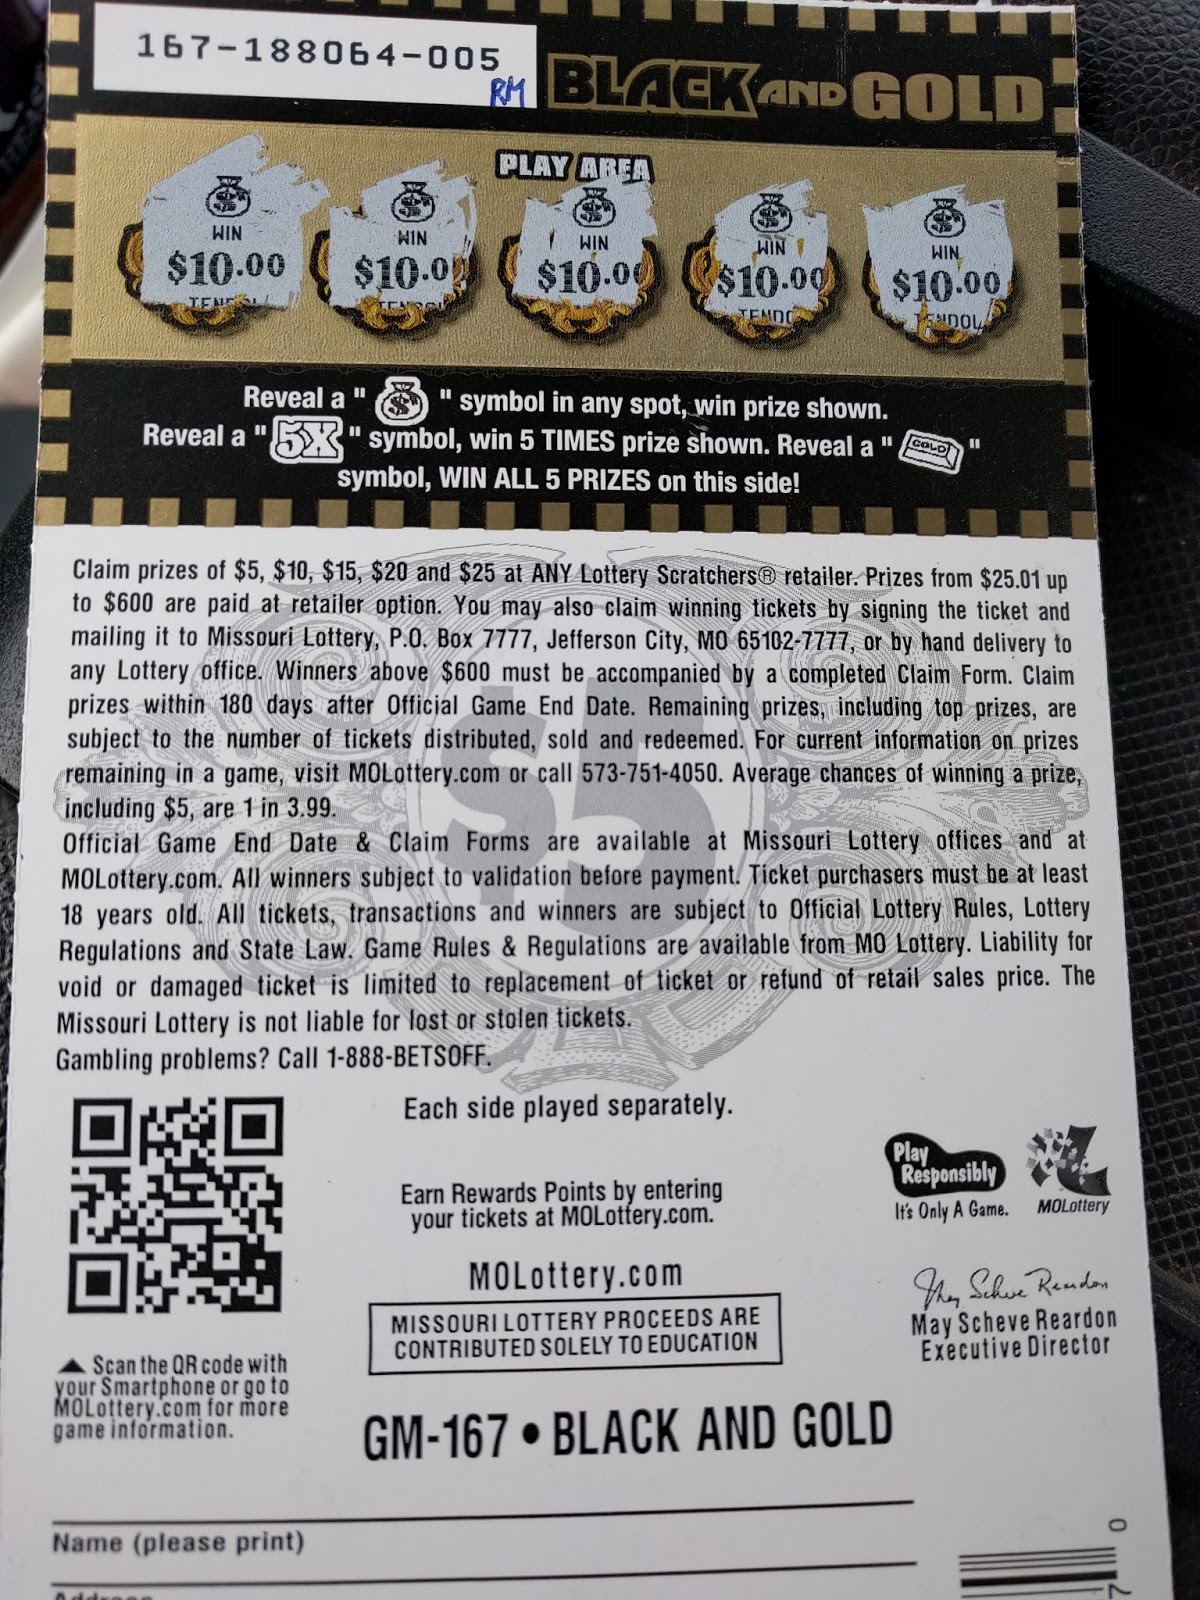 167-188064-005
RM
BLACK AND GOLD
PLAY AREA
WIN WIN WIN WIN WIN
$10.00 $10.0 $10.00 $10.00 $10.00
Reveal a " " symbol in any spot, win prize shown.
Reveal a "5X" symbol, win 5 TIMES prize shown. Reveal a "GOLD"
symbol, WIN ALL 5 PRIZES on this side!
Claim prizes of $5, $10, $15, $20 and $25 at ANY Lottery Scratchers® retailer. Prizes from $25.01 up
to $600 are paid at retailer option. You may also claim winning tickets by signing the ticket and
mailing it to Missouri Lottery, P.O. Box 7777, Jefferson City, MO 65102-7777, or by hand delivery to
any Lottery office. Winners above $600 must be accompanied by a completed Claim Form. Claim
prizes within 180 days after Official Game End Date. Remaining prizes, including top prizes, are
subject to the number of tickets distributed, sold and redeemed. For current information on prizes
remaining in a game, visit MOLottery.com or call 573-751-4050. Average chances of winning a prize,
including $5, are 1 in 3.99.
Official Game End Date & Claim Forms are available at Missouri Lottery offices and at
MOLottery.com. All winners subject to validation before payment. Ticket purchasers must be at least
18 years old. All tickets, transactions and winners are subject to Official Lottery Rules, Lottery
Regulations and State Law. Game Rules & Regulations are available from MO Lottery. Liability for
void or damaged ticket is limited to replacement of ticket or refund of retail sales price. The
Missouri Lottery is not liable for lost or stolen tickets.
Gambling problems? Call 1-888-BETSOFF.
$5
Each side played separately.
Earn Rewards Points by entering
your tickets at MOLottery.com.
MOLottery.com
MISSOURI LOTTERY PROCEEDS ARE
CONTRIBUTED SOLELY TO EDUCATION
Play
Responsibly
It's Only A Game.
MOLottery
May Scheve Reardon
May Scheve Reardon
Executive Director
▲ Scan the QR code with
your Smartphone or go to
MOLottery.com for more
game information.
GM-167 • BLACK AND GOLD
Name (please print)
0